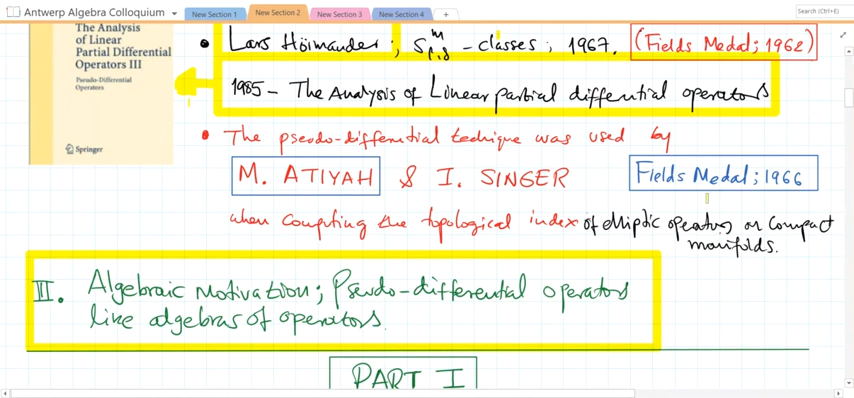 Antwerp Algebra Colloquium
New Section 1
New Section 2
New Section 3
New Section 4
+
Search (Ctrl+E)
The Analysis
of Linear
Partial Differential
Operators III
Pseudo-Differential
Operators
Springer
• Lars Hörmander ; S^m_{ρ,δ} - classes, 1967. (Fields Medal; 1962)
1985 - The Analysis of Linear partial differential operators
• The pseudo-differential technique was used by
M. ATIYAH & I. SINGER
Fields Medal; 1966
when computing the topological index of elliptic operators on compact
manifolds.
II. Algebraic Motivation; Pseudo-differential operators
like algebras of operators.
PART I